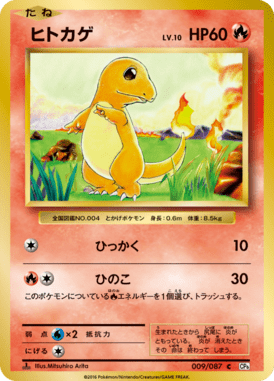 たね
ヒトカゲ LV.10 HP60
全国図鑑NO.004 とかげポケモン 身長:0.6m 体重:8.5kg
ひっかく 10
ひのこ 30
このポケモンについているエネルギーを1個選び、トラッシュする。
弱点 ×2 抵抗力
にげる
生まれたときから尻尾に炎が
ともっている。炎が消えたとき
その命は終わってしまう。
Illus. Mitsuhiro Arita 009/087 C CP6
©2016 Pokémon/Nintendo/Creatures/GAME FREAK.